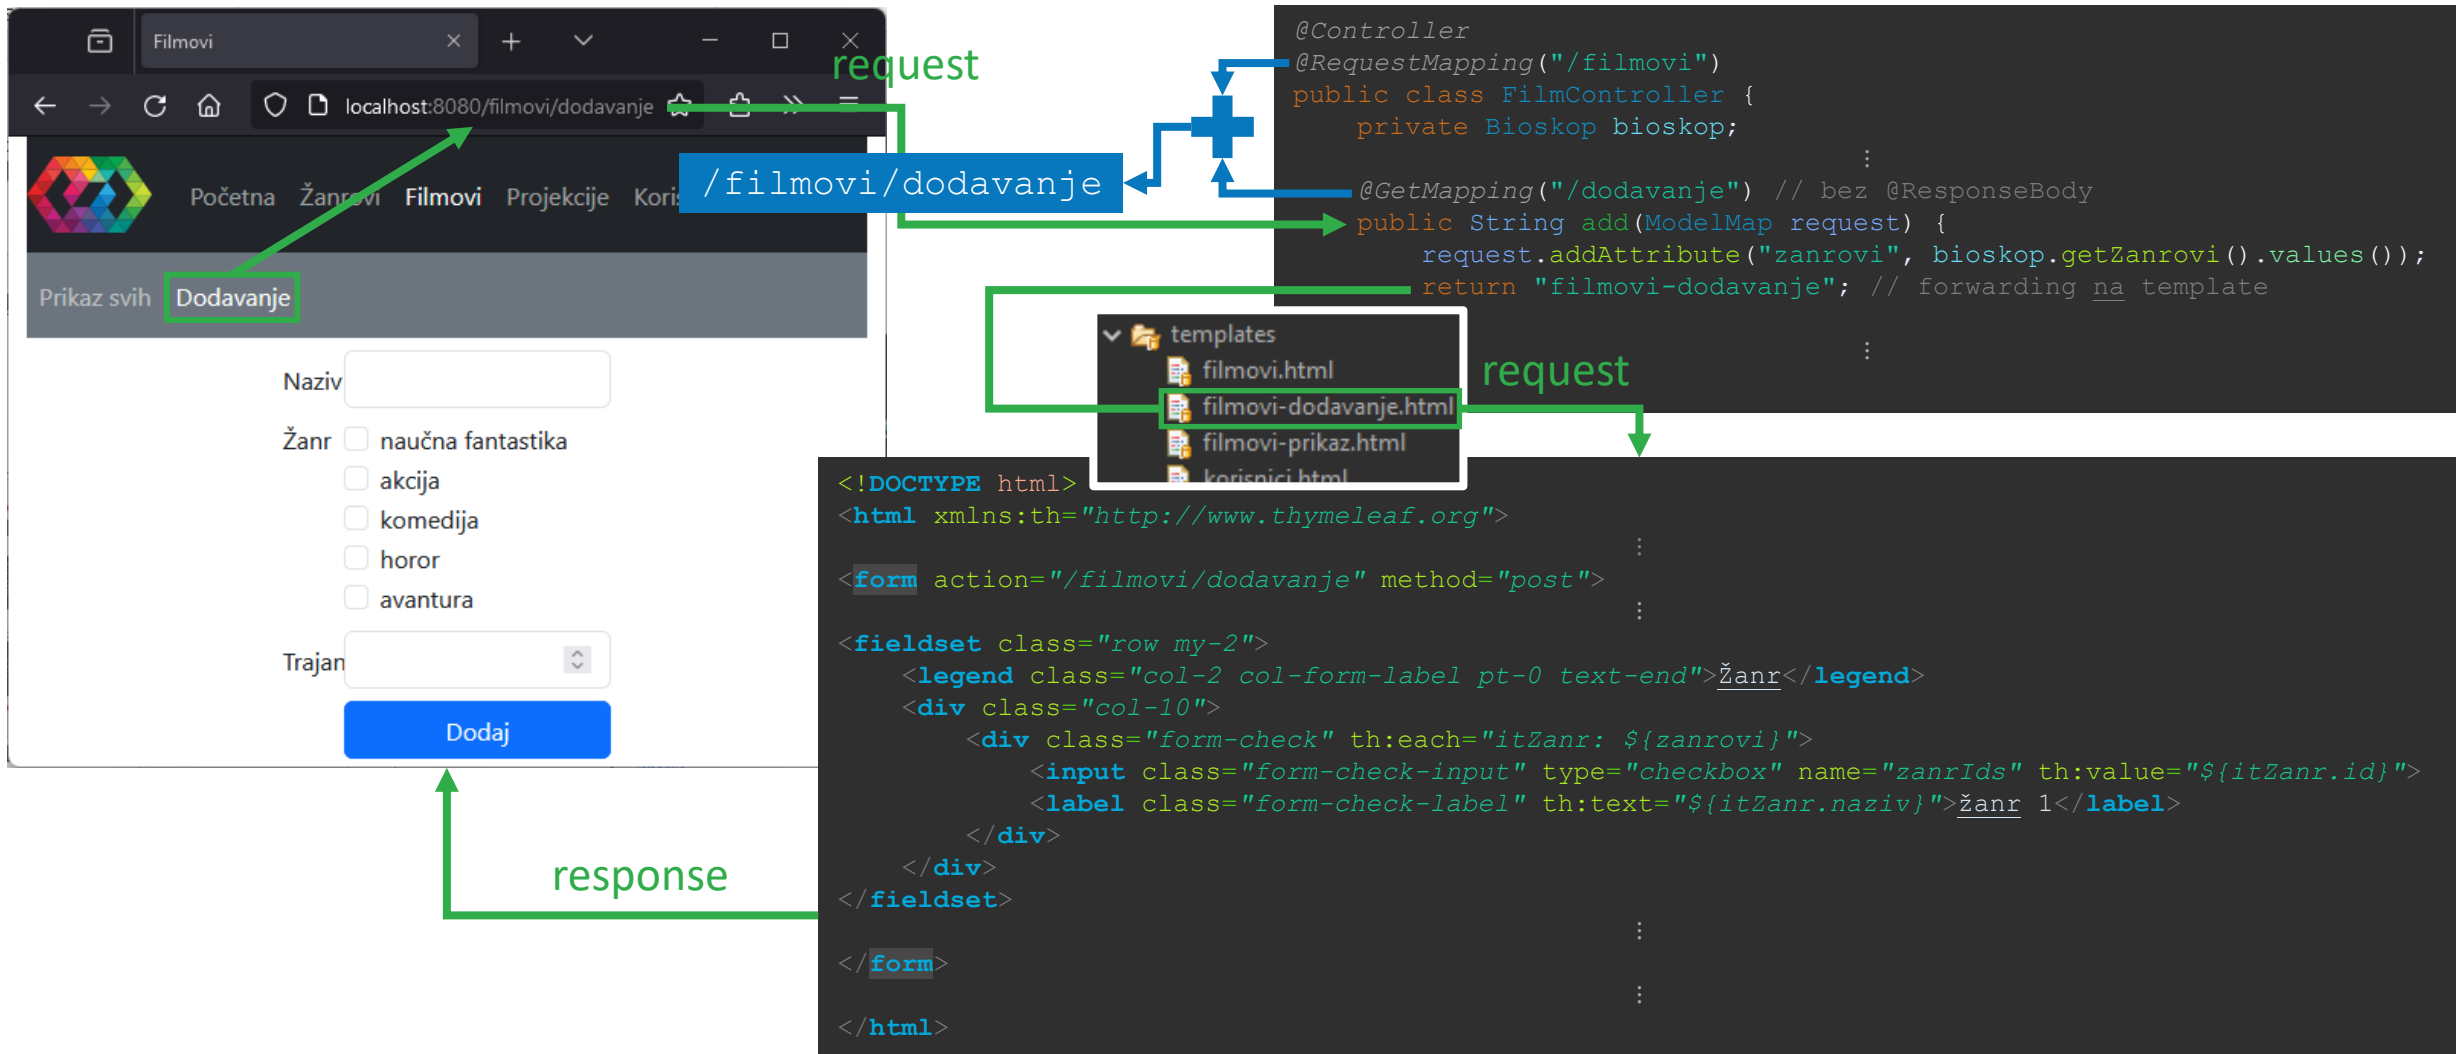 Filmovi
localhost:8080/filmovi/dodavanje
Početna Žanrovi Filmovi Projekcije Koris
Prikaz svih Dodavanje
Naziv
Žanr naučna fantastika
akcija
komedija
horor
avantura
Trajan
Dodaj
request
/filmovi/dodavanje
@Controller
@RequestMapping("/filmovi")
public class FilmController {
private Bioskop bioskop;
⋮
@GetMapping("/dodavanje") // bez @ResponseBody
public String add(ModelMap request) {
request.addAttribute("zanrovi", bioskop.getZanrovi().values());
return "filmovi-dodavanje"; // forwarding na template
⋮
templates
filmovi.html
filmovi-dodavanje.html
filmovi-prikaz.html
korisnici.html
request
<!DOCTYPE html>
<html xmlns:th="http://www.thymeleaf.org">
⋮
<form action="/filmovi/dodavanje" method="post">
⋮
<fieldset class="row my-2">
<legend class="col-2 col-form-label pt-0 text-end">Žanr</legend>
<div class="col-10">
<div class="form-check" th:each="itZanr: ${zanrovi}">
<input class="form-check-input" type="checkbox" name="zanrIds" th:value="${itZanr.id}">
<label class="form-check-label" th:text="${itZanr.naziv}">žanr 1</label>
</div>
</div>
</fieldset>
⋮
</form>
⋮
</html>
response